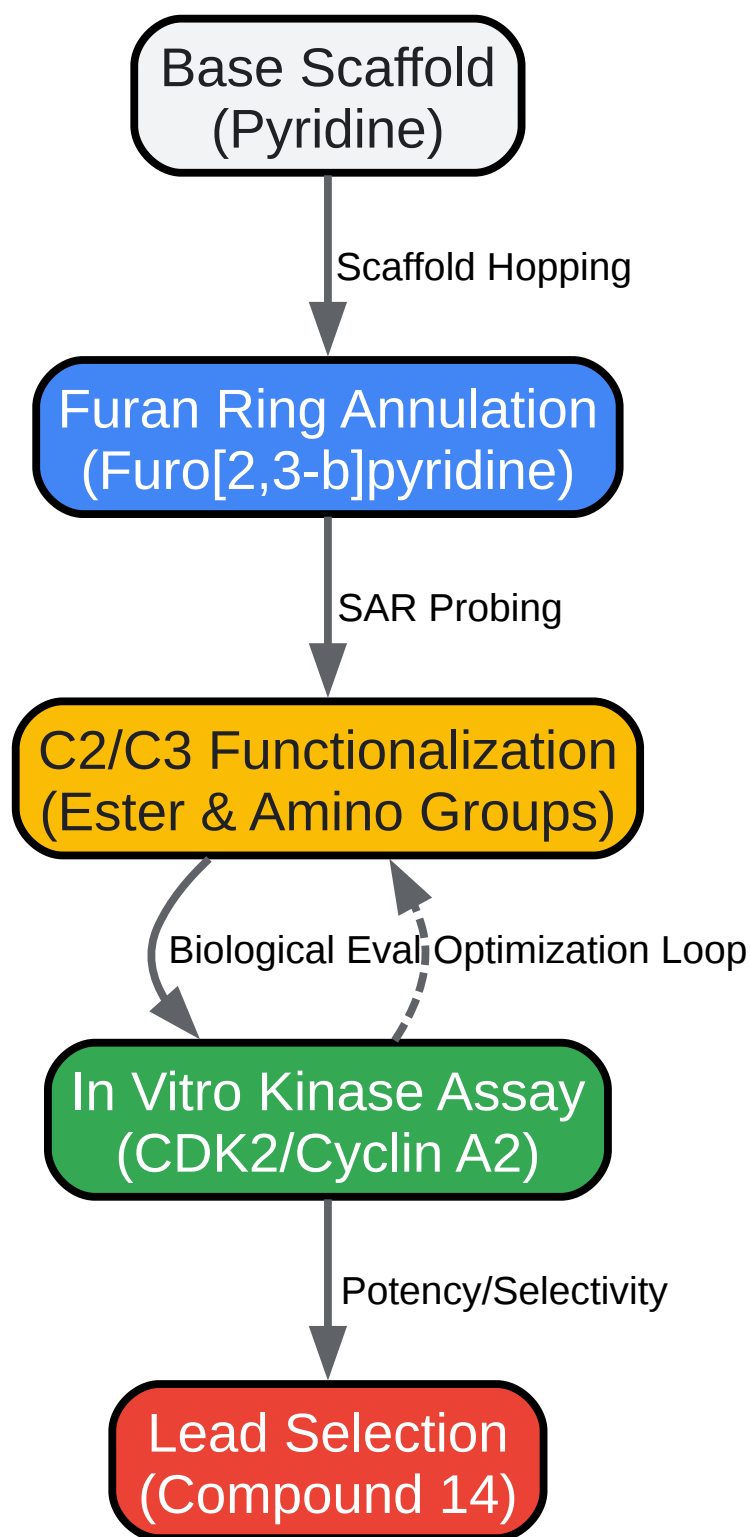 Base Scaffold
(Pyridine)
Scaffold Hopping
Furan Ring Annulation
(Furo[2,3-b]pyridine)
SAR Probing
C2/C3 Functionalization
(Ester & Amino Groups)
Biological Eval
Optimization Loop
In Vitro Kinase Assay
(CDK2/Cyclin A2)
Potency/Selectivity
Lead Selection
(Compound 14)